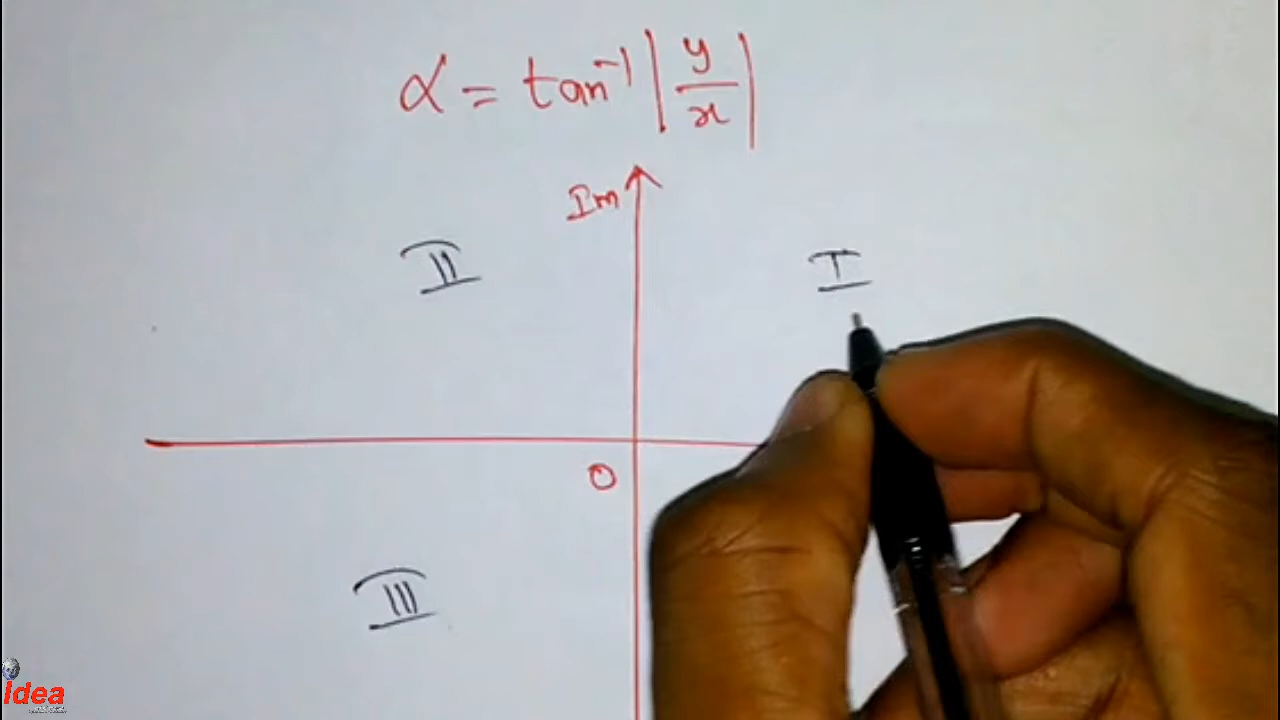 α = tan⁻¹ |y/x|
Im
II
I
O
III
Idea